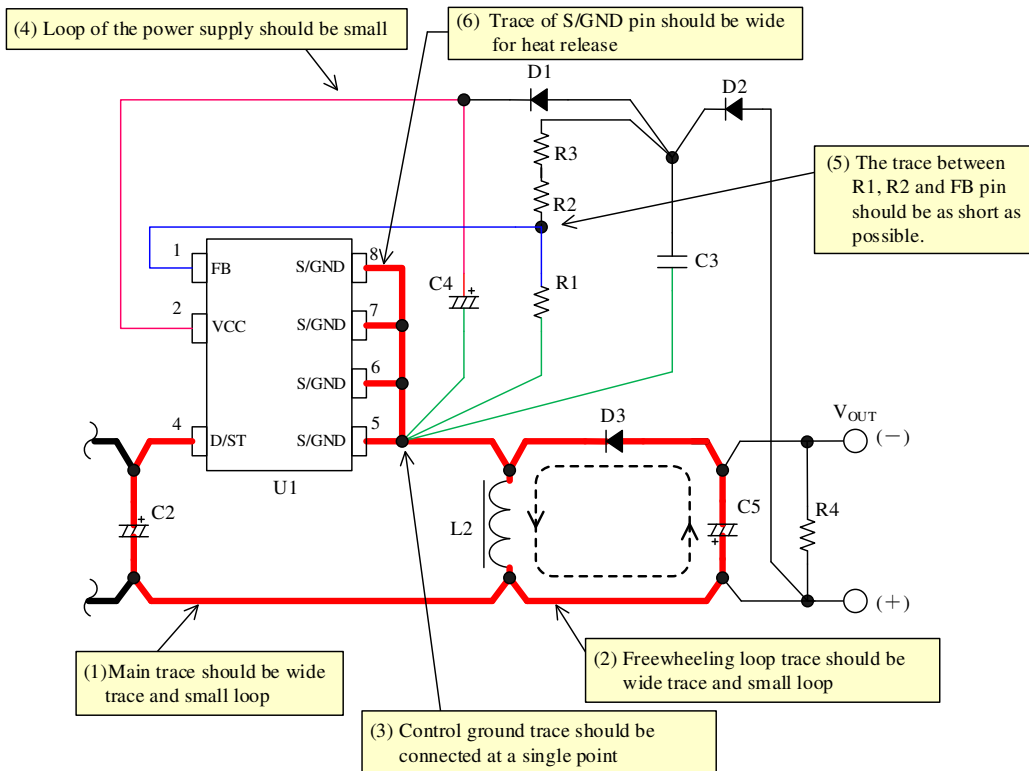 (4) Loop of the power supply should be small
(6) Trace of S/GND pin should be wide
for heat release
D1
D2
R3
R2
(5) The trace between
R1, R2 and FB pin
should be as short as
possible.
1
FB
S/GND
8
C4
+
R1
C3
2
VCC
S/GND
7
S/GND
6
4
D/ST
S/GND
5
U1
D3
VOUT
(－)
C2
+
L2
C5
+
R4
(＋)
(1)Main trace should be wide
trace and small loop
(2) Freewheeling loop trace should be
wide trace and small loop
(3) Control ground trace should be
connected at a single point